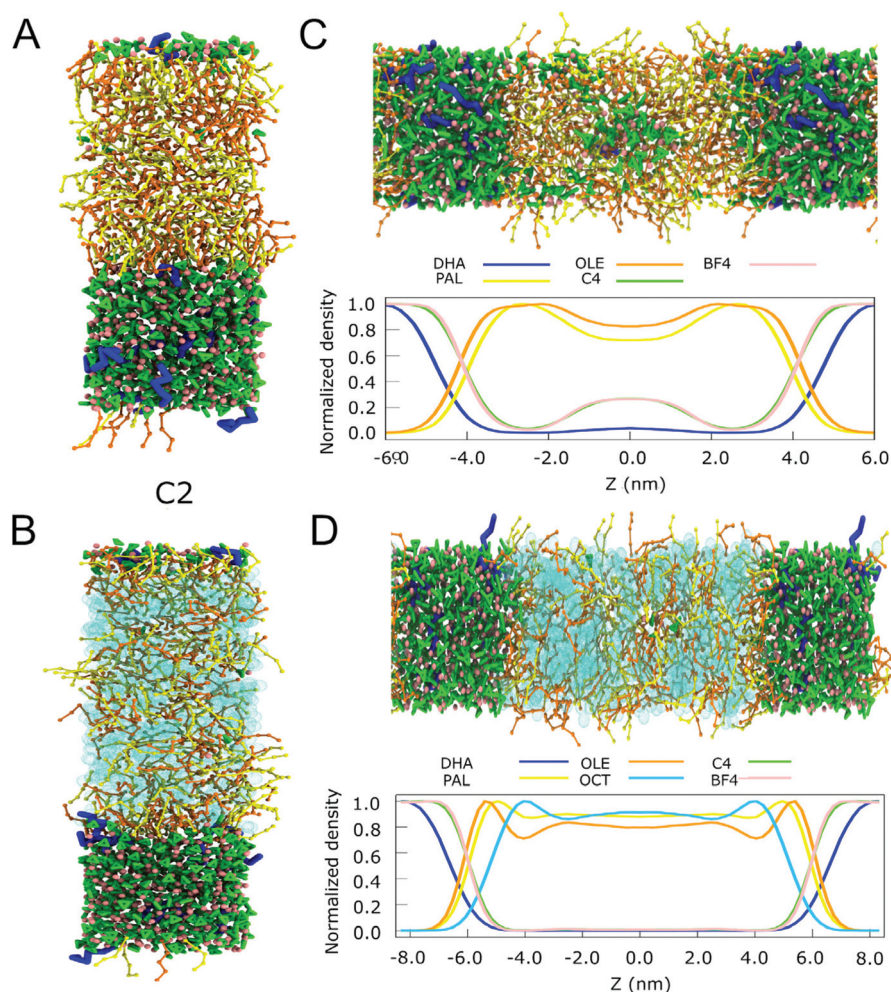 A
C
DHA OLE BF4
PAL C4
Normalized density
1.0
0.8
0.6
0.4
0.2
0.0
-4.0 -2.0 0.0 2.0 4.0 6.0
Z (nm)
C2
B
D
DHA OLE C4
PAL OCT BF4
Normalized density
1.0
0.8
0.6
0.4
0.2
0.0
-8.0 -6.0 -4.0 -2.0 0.0 2.0 4.0 6.0 8.0
Z (nm)